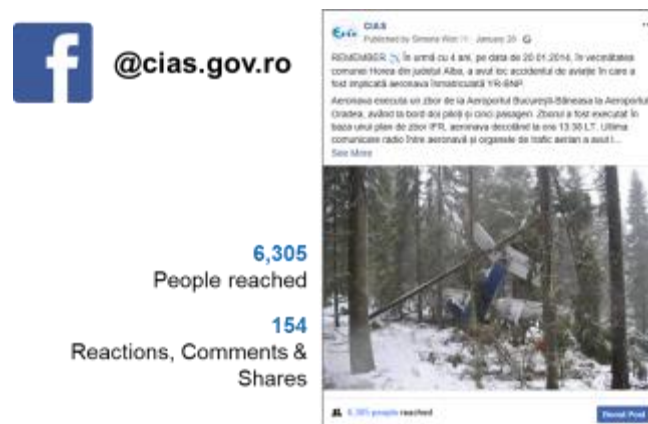 @cias.gov.ro
6,305
People reached
154
Reactions, Comments &
Shares
CIAS
Published by Simona
January 20
REMEMBER În urmă cu 4 ani, pe data de 20.01.2014, în vecinătatea
comunei Horea din județul Alba, a avut loc accidentul de aviație în care a
fost implicată aeronava înmatriculată YR-BNP.
Aeronava executa un zbor de la Aeroportul București-Băneasa la Aeroportul
Oradea, având la bord doi piloți și cinci pasageri. Zborul a fost executat în
baza unui plan de zbor IFR, aeronava decolând la ora 13:38 LT. Ultima
comunicare radio între aeronavă și organele de trafic aerian a avut l...
See More
6,305 people reached
Boost Post